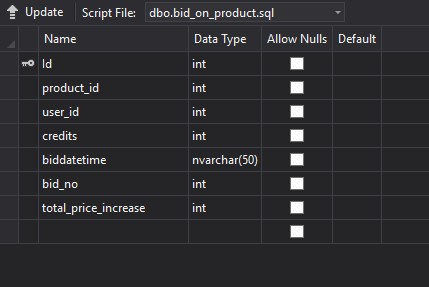 Update Script File: dbo.bid_on_product.sql
Name Data Type Allow Nulls Default
Id int
product_id int
user_id int
credits int
biddatetime nvarchar(50)
bid_no int
total_price_increase int